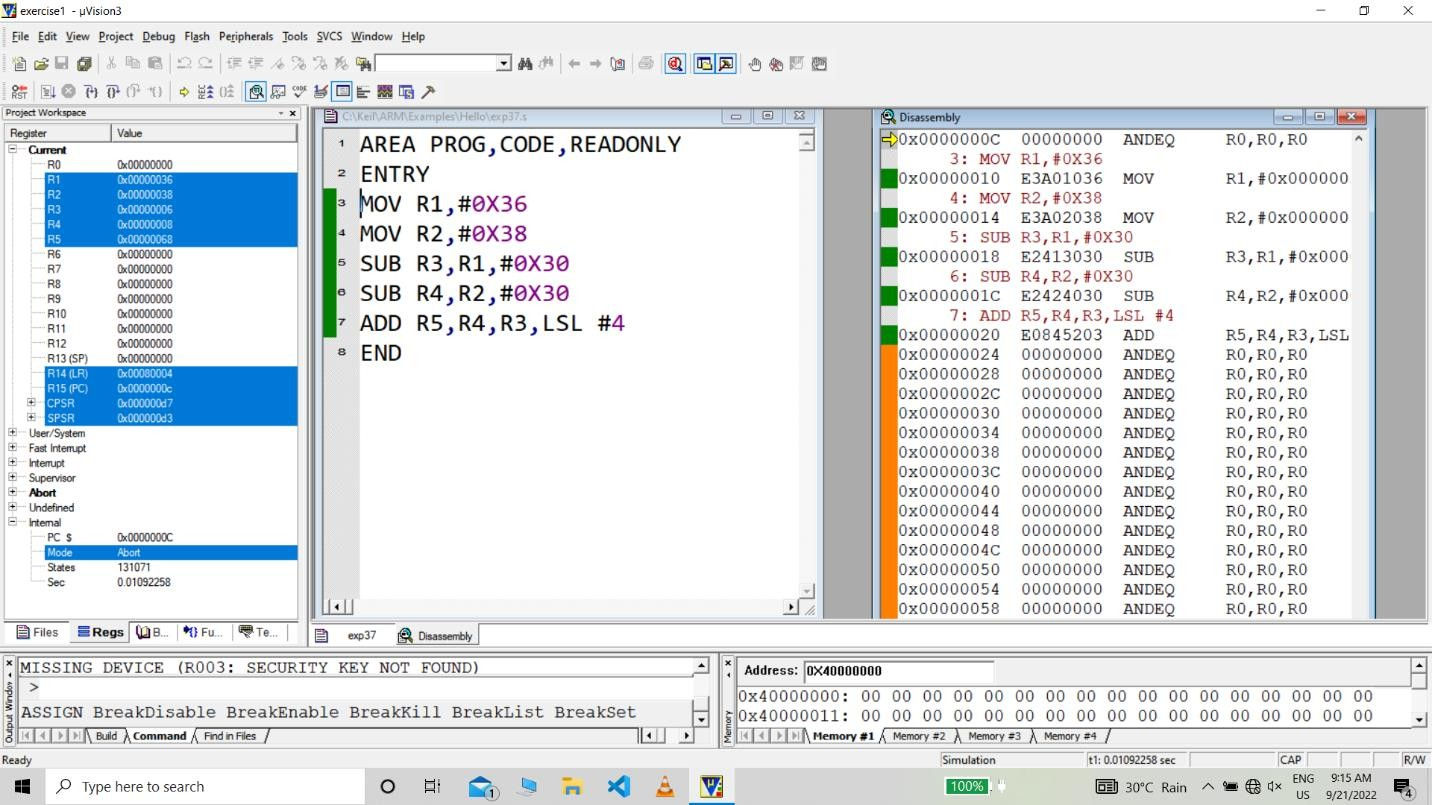 exercise1 - µVision3
File Edit View Project Debug Flash Peripherals Tools SVCS Window Help
Project Workspace
Register Value
Current
R0 0x00000000
R1 0x00000036
R2 0x00000038
R3 0x00000006
R4 0x00000008
R5 0x00000068
R6 0x00000000
R7 0x00000000
R8 0x00000000
R9 0x00000000
R10 0x00000000
R11 0x00000000
R12 0x00000000
R13 (SP) 0x00000000
R14 (LR) 0x00080004
R15 (PC) 0x0000000c
CPSR 0x000000d7
SPSR 0x000000d3
User/System
Fast Interrupt
Interrupt
Supervisor
Abort
Undefined
Internal
PC $ 0x0000000C
Mode Abort
States 131071
Sec 0.01092258
Files Regs B... Fu... Te...
C:\Keil\ARM\Examples\Hello\exp37.s
1 AREA PROG,CODE,READONLY
2 ENTRY
3 MOV R1,#0X36
4 MOV R2,#0X38
5 SUB R3,R1,#0X30
6 SUB R4,R2,#0X30
7 ADD R5,R4,R3,LSL #4
8 END
Disassembly
0x0000000C 00000000 ANDEQ R0,R0,R0
3: MOV R1,#0X36
0x00000010 E3A01036 MOV R1,#0x000000
4: MOV R2,#0X38
0x00000014 E3A02038 MOV R2,#0x000000
5: SUB R3,R1,#0X30
0x00000018 E2413030 SUB R3,R1,#0x000
6: SUB R4,R2,#0X30
0x0000001C E2424030 SUB R4,R2,#0x000
7: ADD R5,R4,R3,LSL #4
0x00000020 E0845203 ADD R5,R4,R3,LSL
0x00000024 00000000 ANDEQ R0,R0,R0
0x00000028 00000000 ANDEQ R0,R0,R0
0x0000002C 00000000 ANDEQ R0,R0,R0
0x00000030 00000000 ANDEQ R0,R0,R0
0x00000034 00000000 ANDEQ R0,R0,R0
0x00000038 00000000 ANDEQ R0,R0,R0
0x0000003C 00000000 ANDEQ R0,R0,R0
0x00000040 00000000 ANDEQ R0,R0,R0
0x00000044 00000000 ANDEQ R0,R0,R0
0x00000048 00000000 ANDEQ R0,R0,R0
0x0000004C 00000000 ANDEQ R0,R0,R0
0x00000050 00000000 ANDEQ R0,R0,R0
0x00000054 00000000 ANDEQ R0,R0,R0
0x00000058 00000000 ANDEQ R0,R0,R0
exp37 Disassembly
Output Window
MISSING DEVICE (R003: SECURITY KEY NOT FOUND)
>
ASSIGN BreakDisable BreakEnable BreakKill BreakList BreakSet
Build Command Find in Files
Memory
Address: 0X40000000
0x40000000: 00 00 00 00 00 00 00 00 00 00 00 00 00 00 00 00 00
0x40000011: 00 00 00 00 00 00 00 00 00 00 00 00 00 00 00 00 00
Memory #1 Memory #2 Memory #3 Memory #4
Ready Simulation t1: 0.01092258 sec CAP R/W
Type here to search
1
100%
30°C Rain
ENG
US
9:15 AM
9/21/2022
4